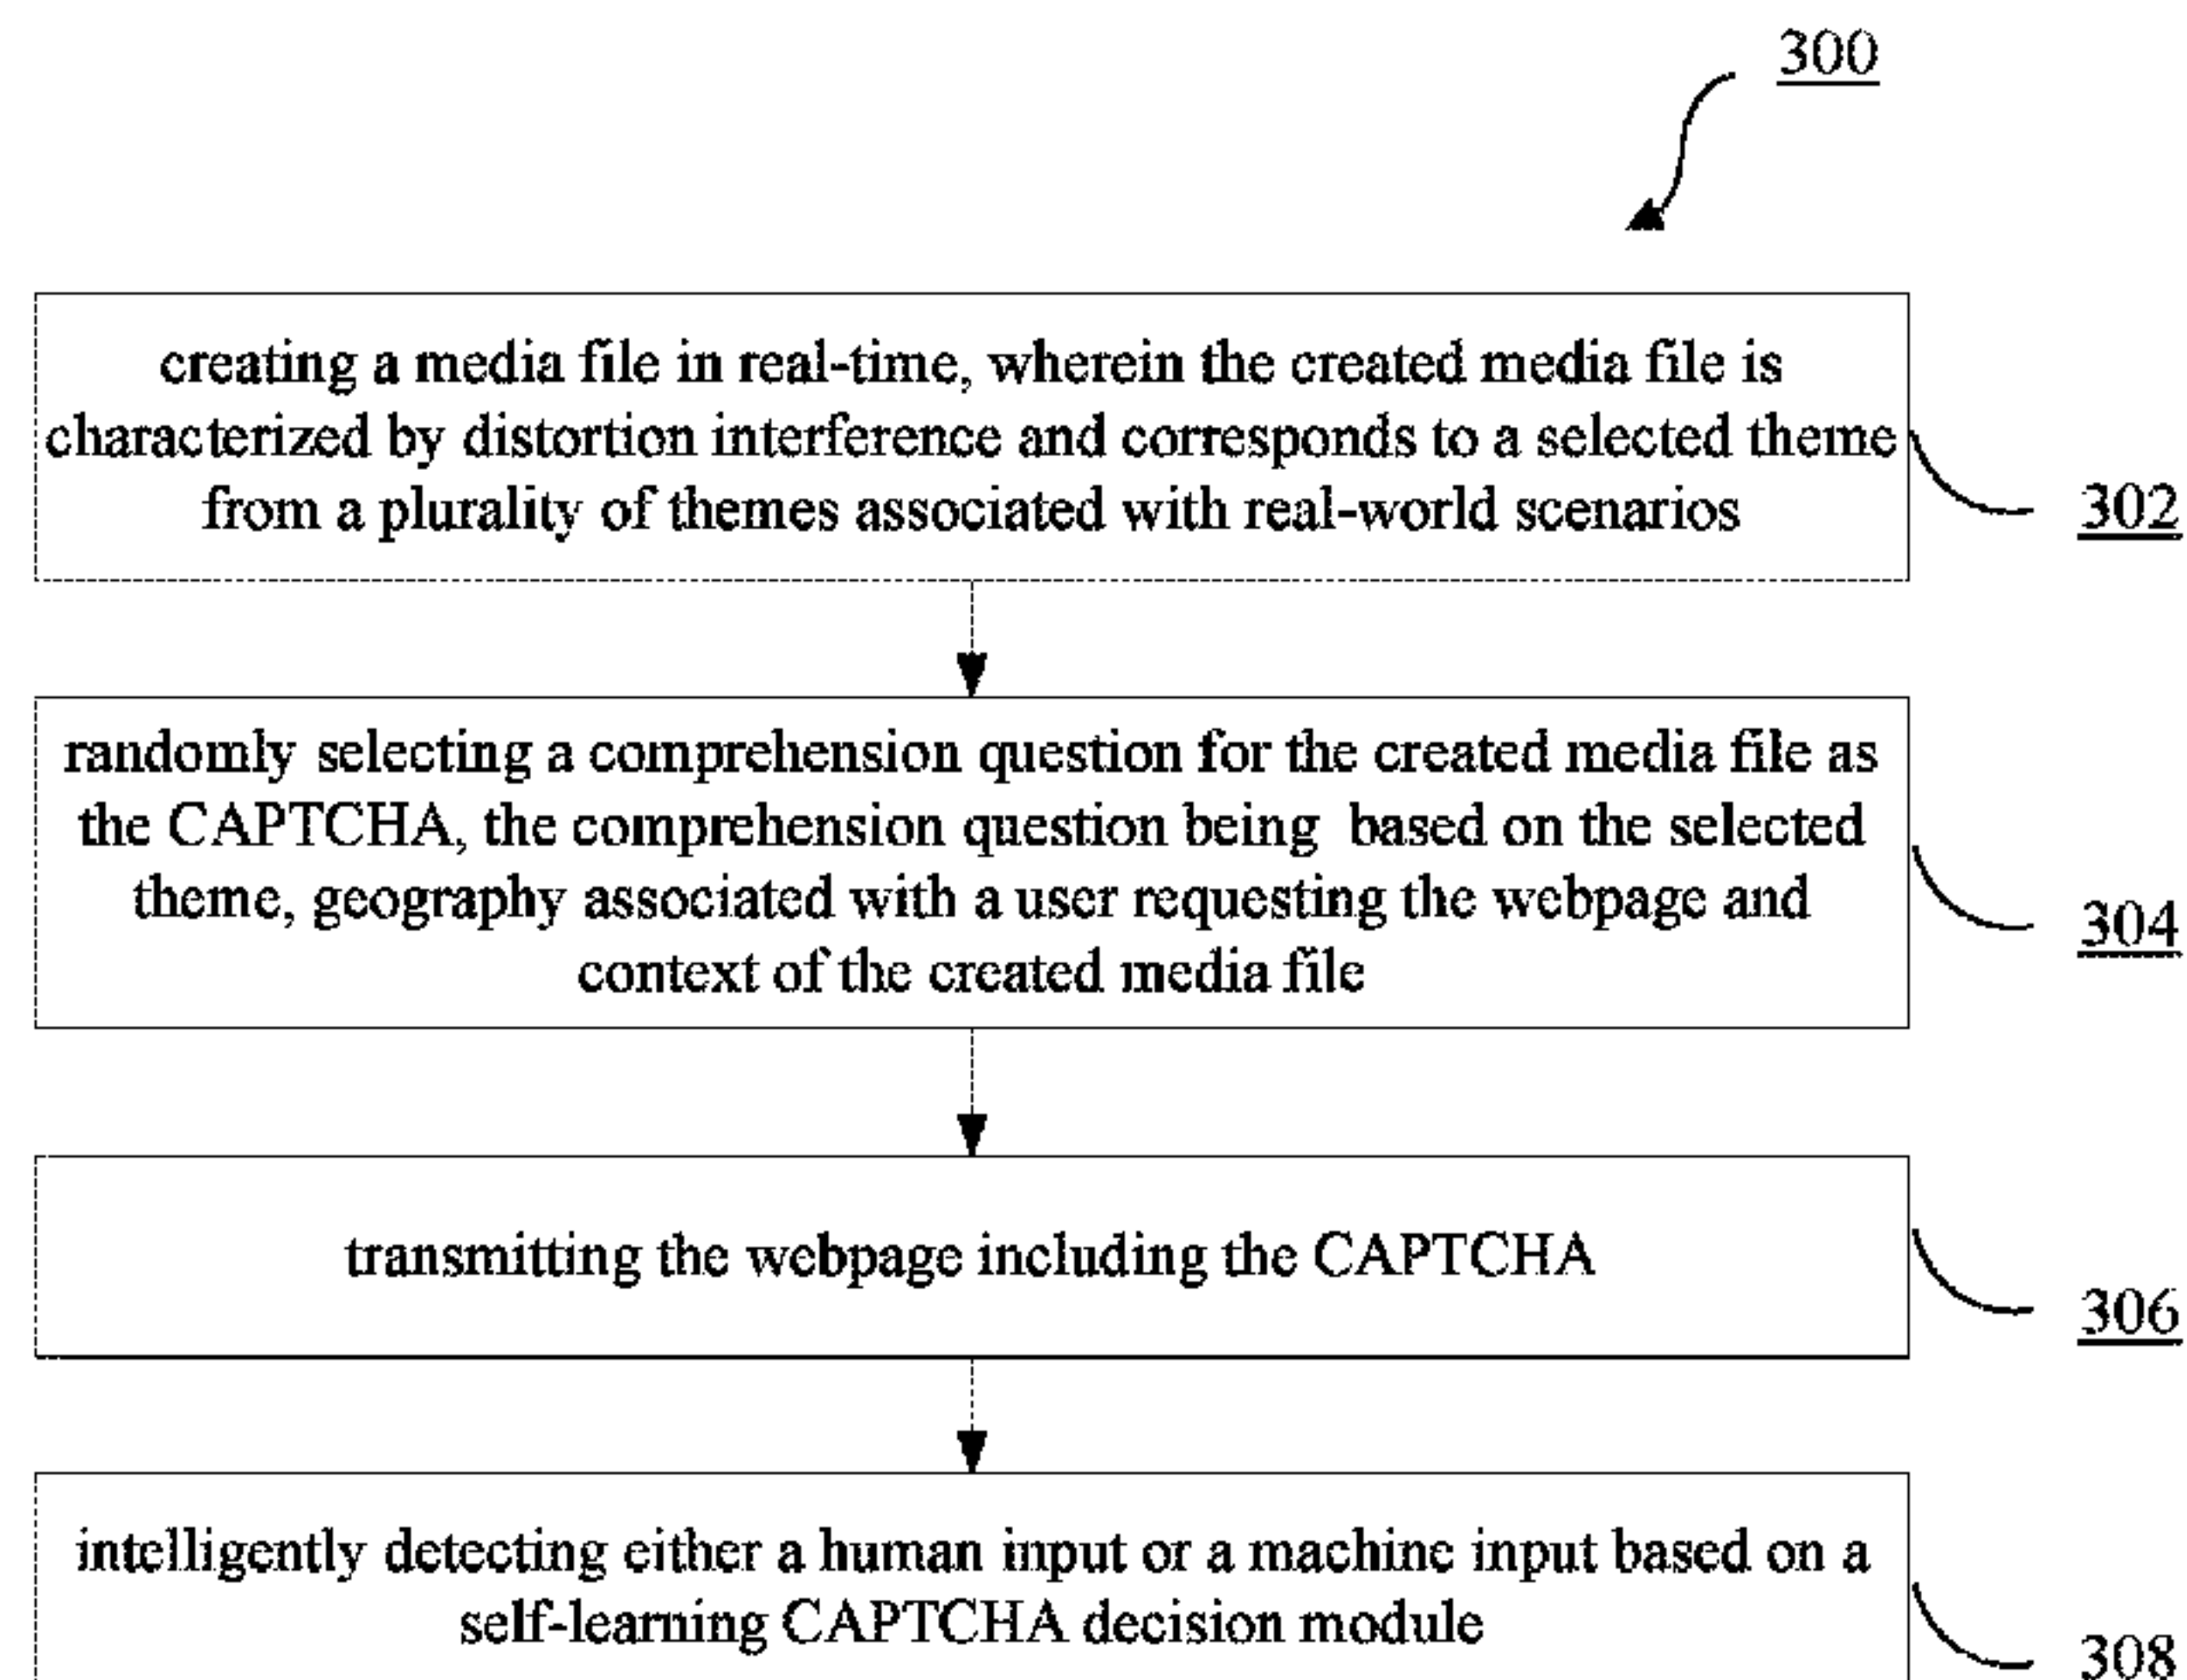 300
creating a media file in real-time, wherein the created media file is
characterized by distortion interference and corresponds to a selected theme
from a plurality of themes associated with real-world scenarios
302
randomly selecting a comprehension question for the created media file as
the CAPTCHA, the comprehension question being based on the selected
theme, geography associated with a user requesting the webpage and
context of the created media file
304
transmitting the webpage including the CAPTCHA
306
intelligently detecting either a human input or a machine input based on a
self-learning CAPTCHA decision module
308